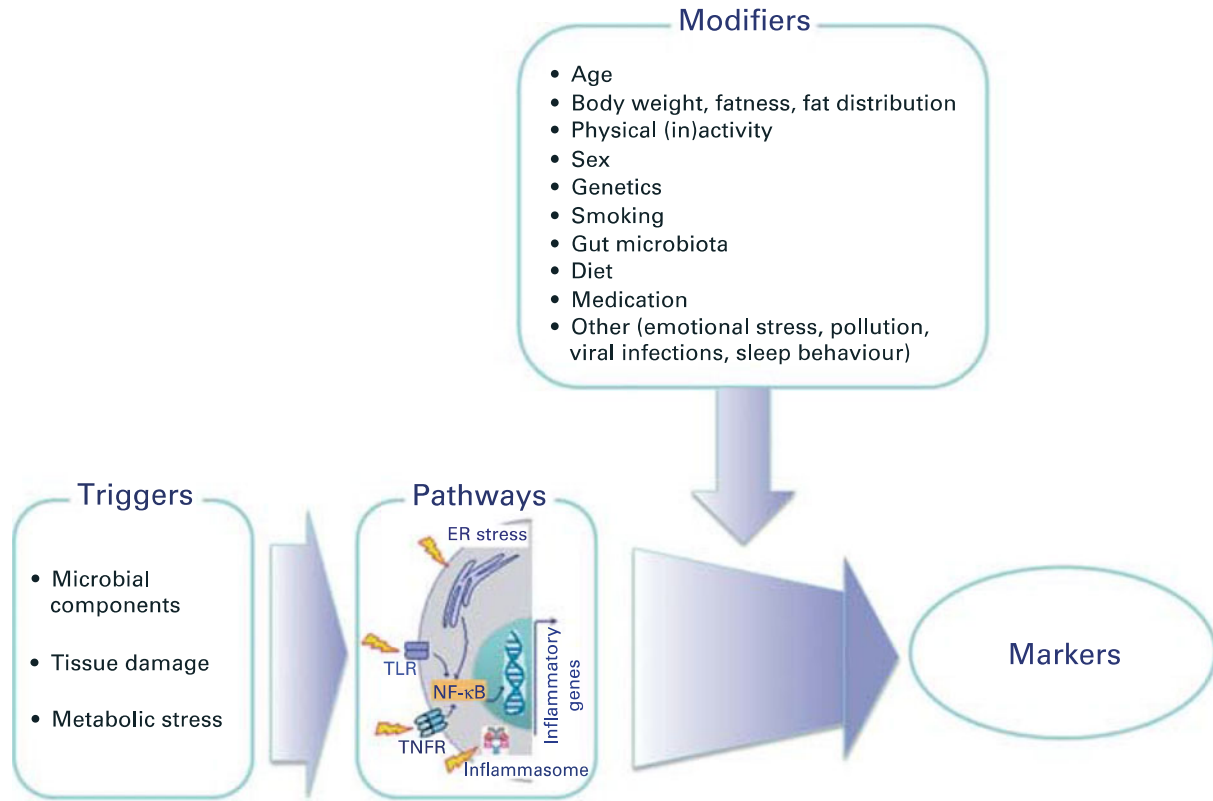 Modifiers
• Age
• Body weight, fatness, fat distribution
• Physical (in)activity
• Sex
• Genetics
• Smoking
• Gut microbiota
• Diet
• Medication
• Other (emotional stress, pollution,
viral infections, sleep behaviour)
Triggers
• Microbial
components
• Tissue damage
• Metabolic stress
Pathways
ER stress
TLR
NF-κB
TNFR
Inflammasome
Inflammatory
genes
Markers